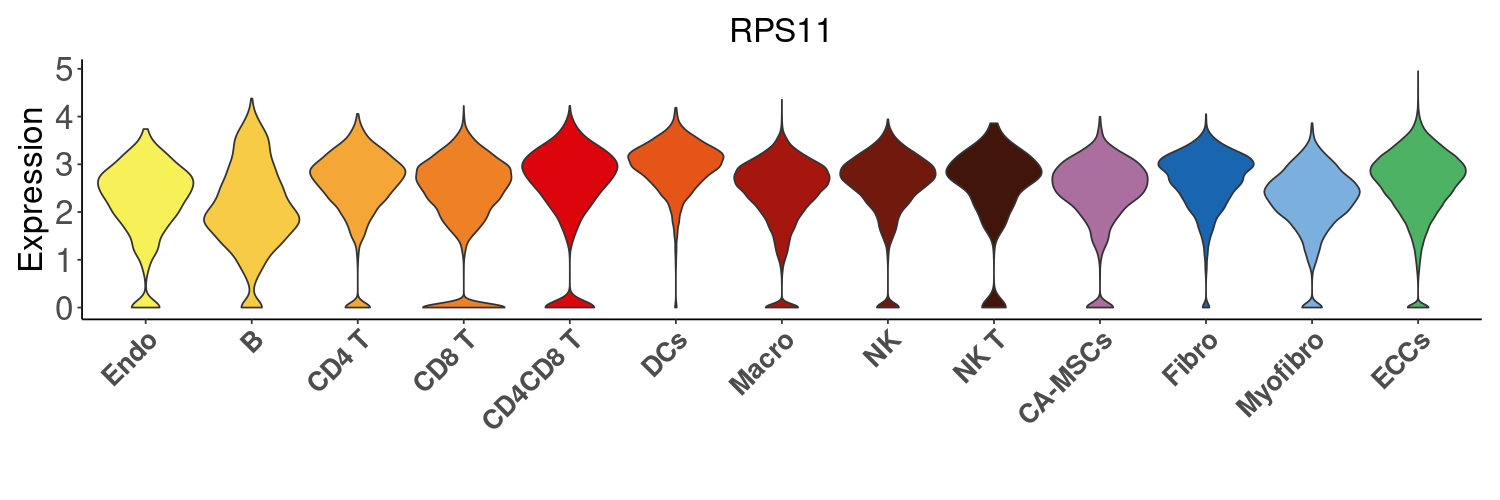 RPS11
Expression
5
4
3
2
1
0
Endo
B
CD4 T
CD8 T
CD4CD8 T
DCs
Macro
NK
NK T
CA-MSCs
Fibro
Myofibro
ECCs